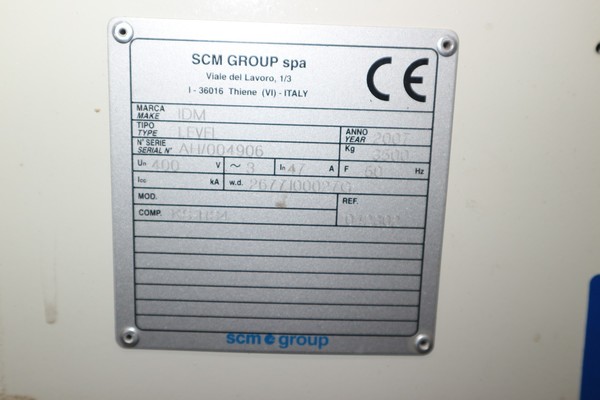 SCM GROUP spa
Viale del Lavoro, 1/3
I - 36016 Thiene (VI) - ITALY
CE
MARCA
MAKE IDM
TIPO
TYPE LEVEL
ANNO
YEAR 2007
N° SERIE
SERIAL N° AH/004906
Kg 3500
Un 400 V ~ 3 In 47 A F 60 Hz
Icc kA w.d.
MOD. REF.
COMP.
scm group